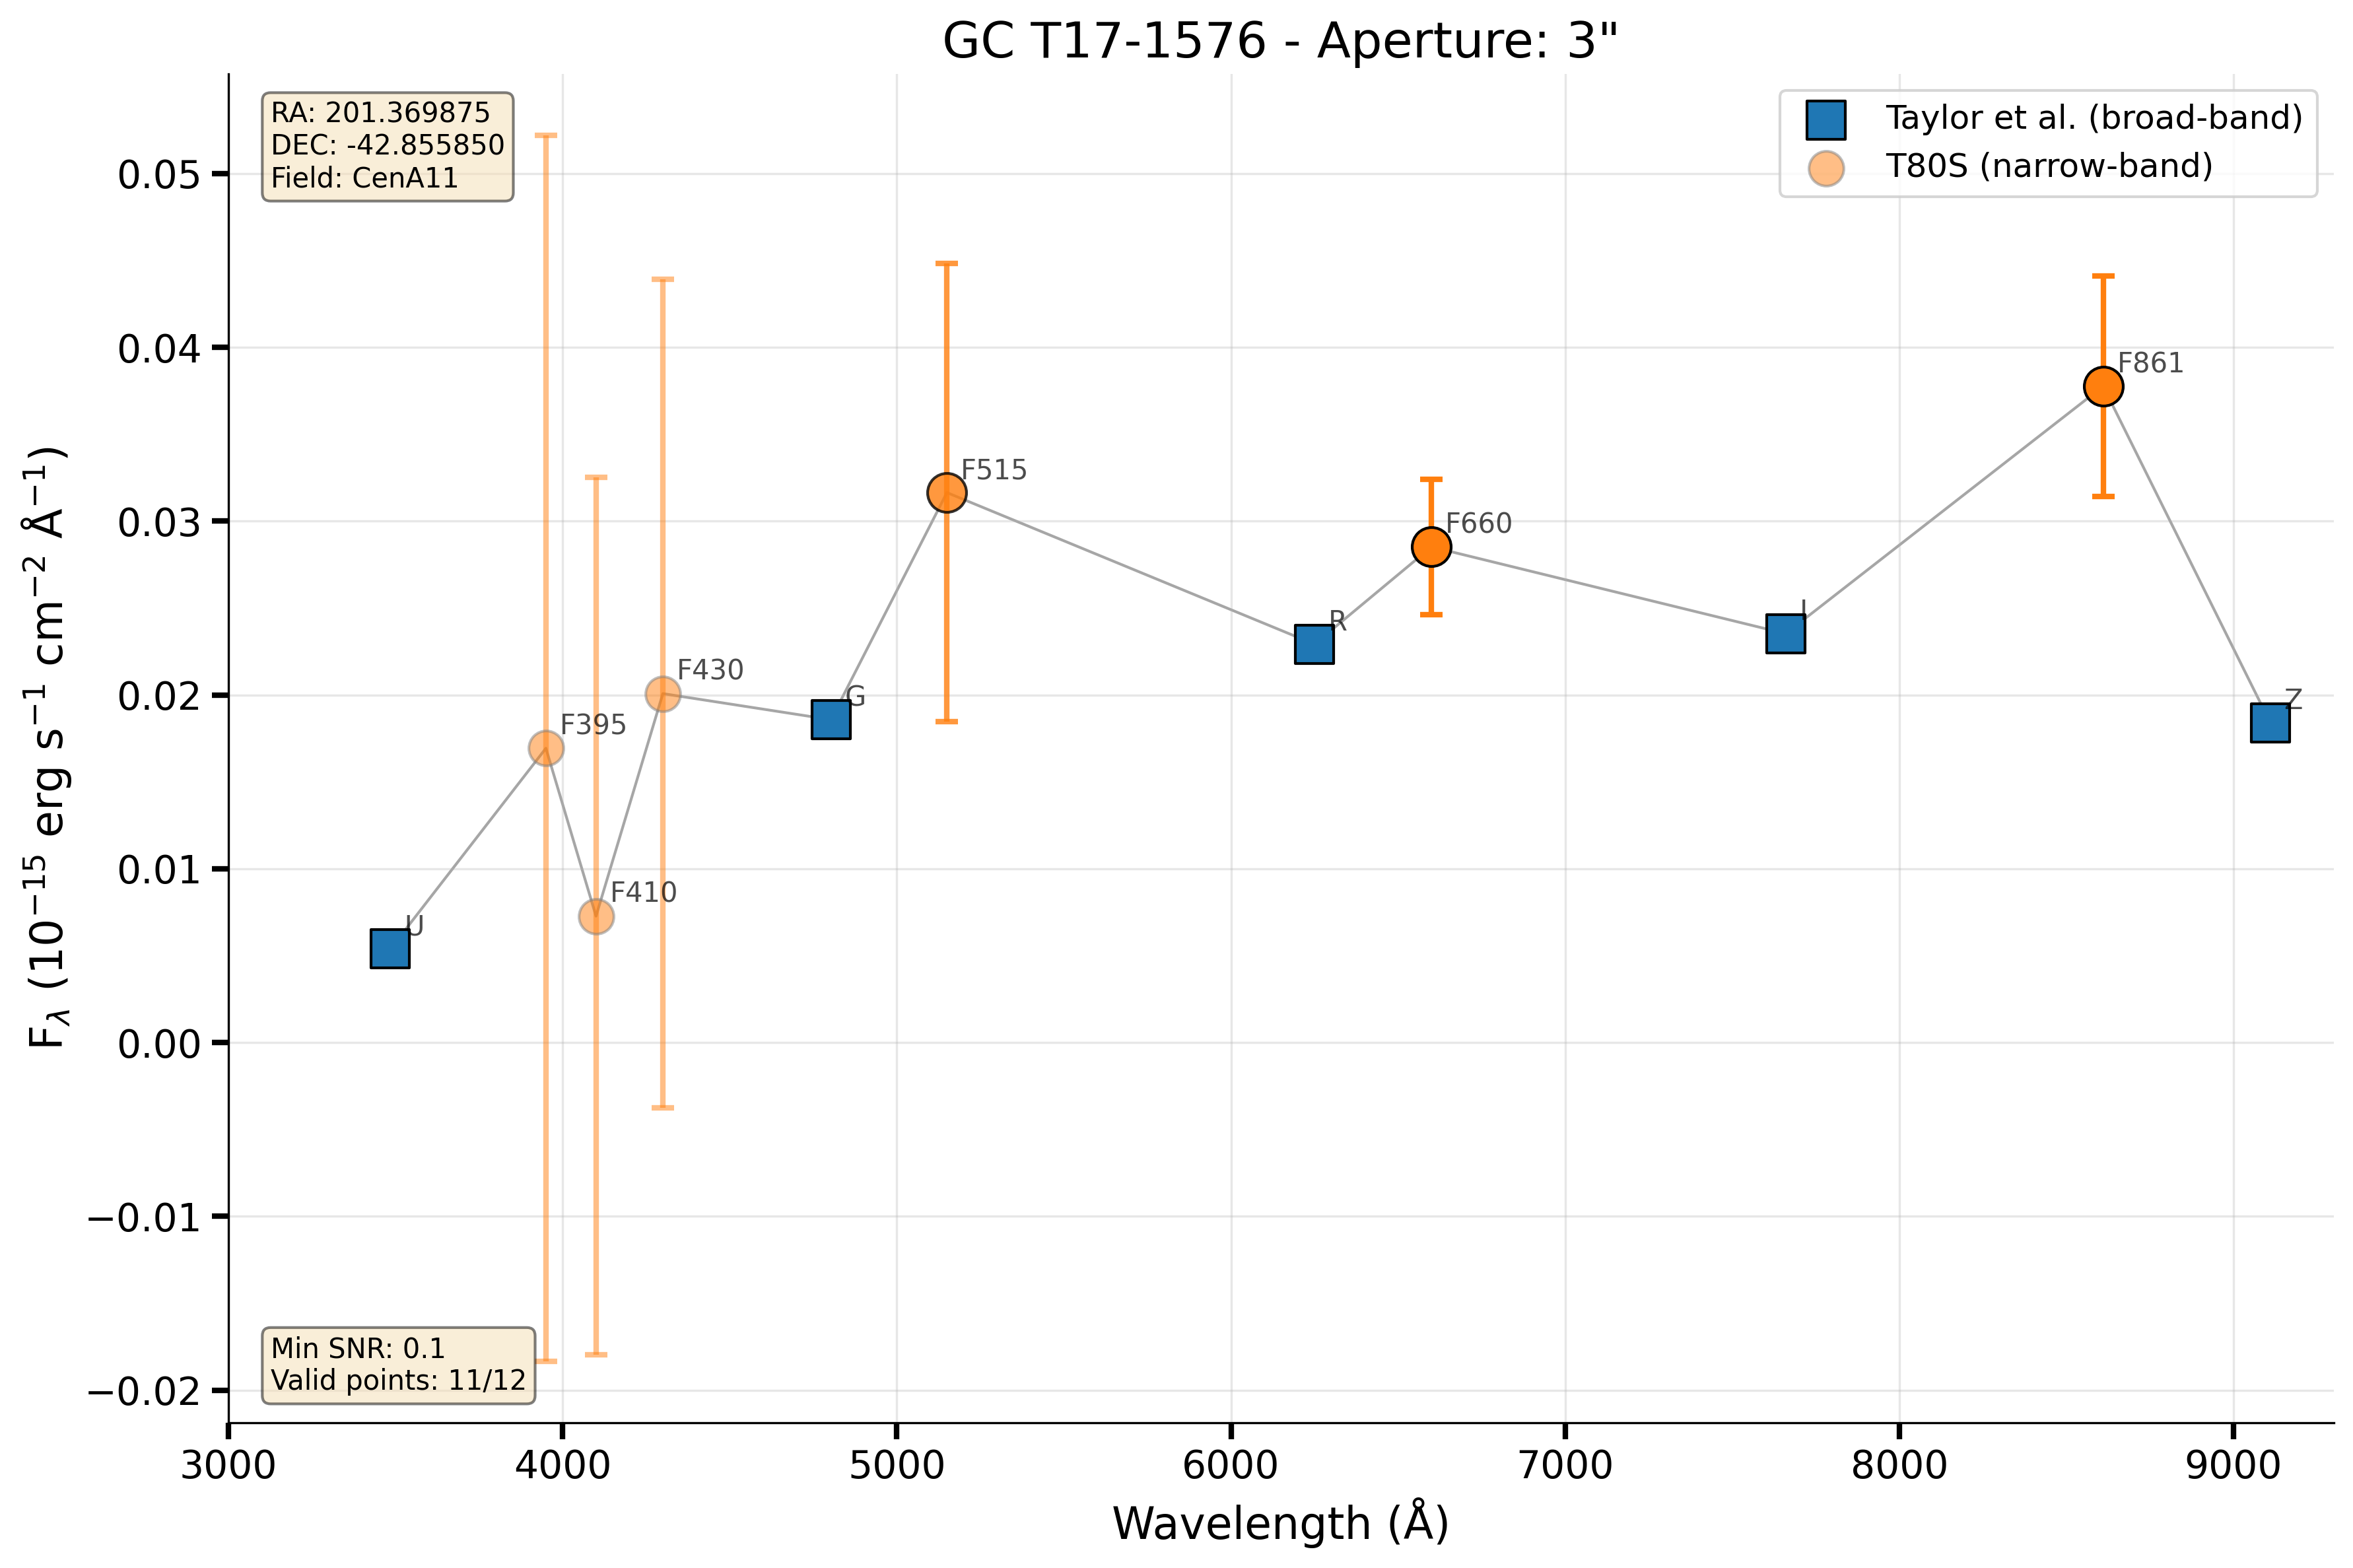 GC T17-1576 - Aperture: 3"
RA: 201.369875
DEC: -42.855850
Field: CenA11
Taylor et al. (broad-band)
T80S (narrow-band)
0.05
0.04
0.03
0.02
0.01
0.00
−0.01
−0.02
F_λ (10⁻¹⁵ erg s⁻¹ cm⁻² Å⁻¹)
U
F395
F410
F430
G
F515
R
F660
I
F861
Z
Min SNR: 0.1
Valid points: 11/12
3000 4000 5000 6000 7000 8000 9000
Wavelength (Å)